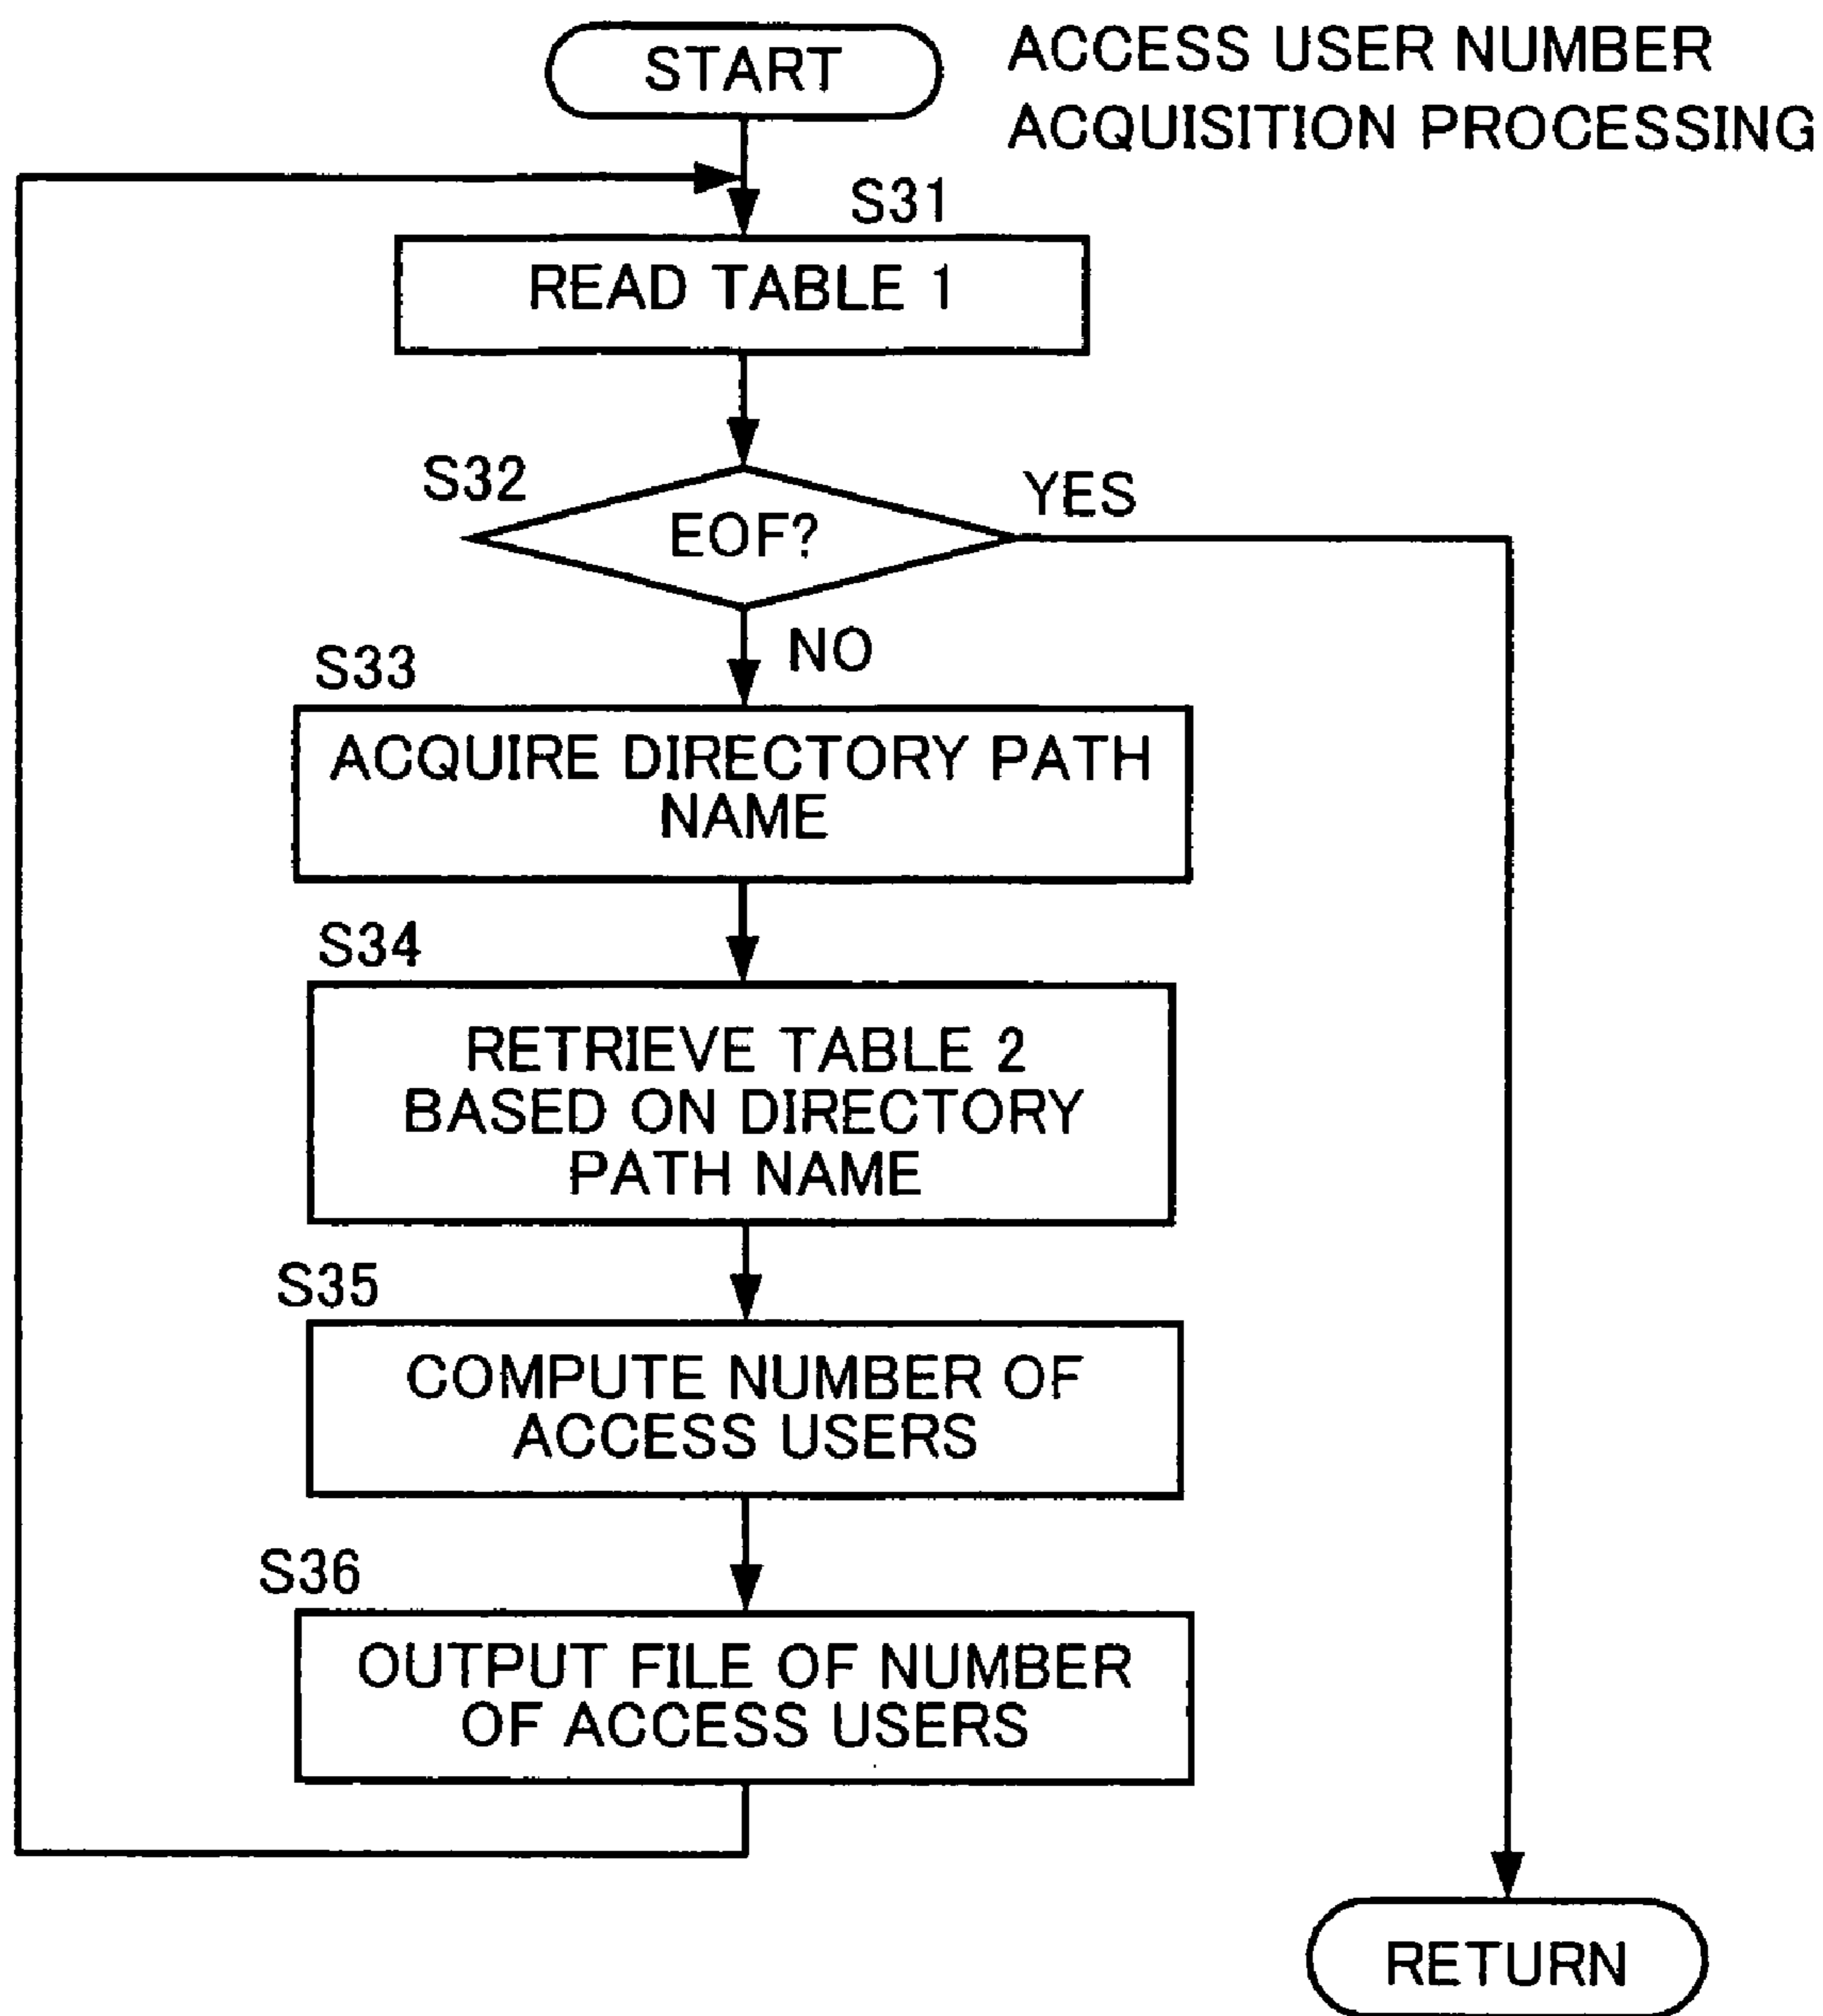 START
ACCESS USER NUMBER
ACQUISITION PROCESSING
S31
READ TABLE 1
S32
EOF?
YES
NO
S33
ACQUIRE DIRECTORY PATH
NAME
S34
RETRIEVE TABLE 2
BASED ON DIRECTORY
PATH NAME
S35
COMPUTE NUMBER OF
ACCESS USERS
S36
OUTPUT FILE OF NUMBER
OF ACCESS USERS
RETURN